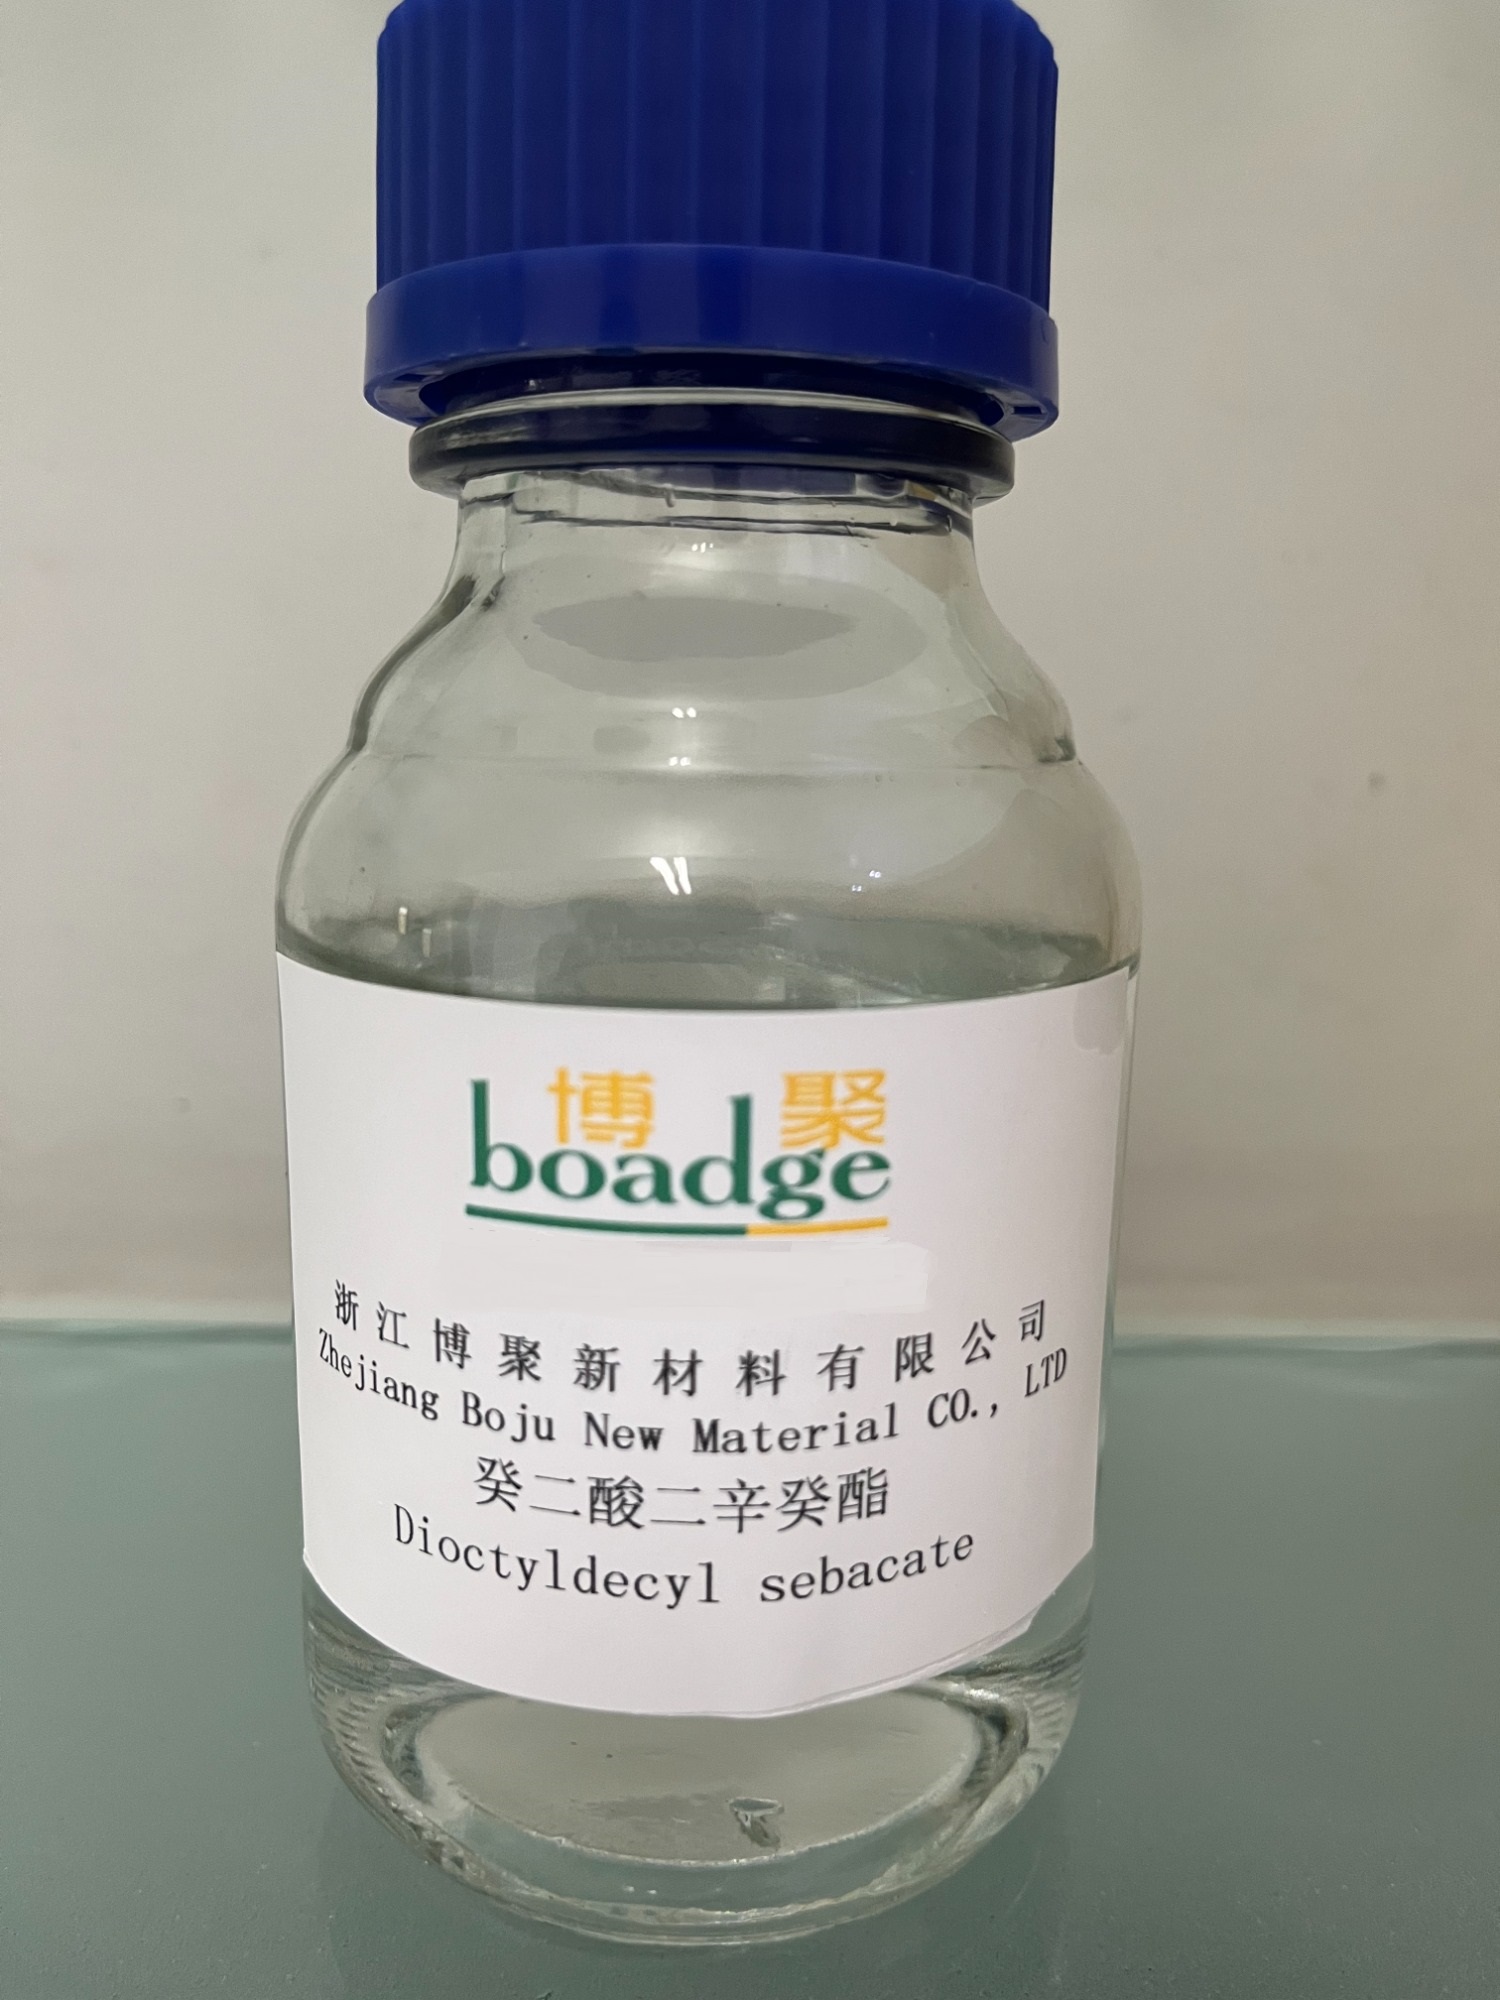 博聚
boadge
浙江博聚新材料有限公司
Zhejiang Boju New Material CO., LTD
癸二酸二辛癸酯
Dioctyldecyl sebacate